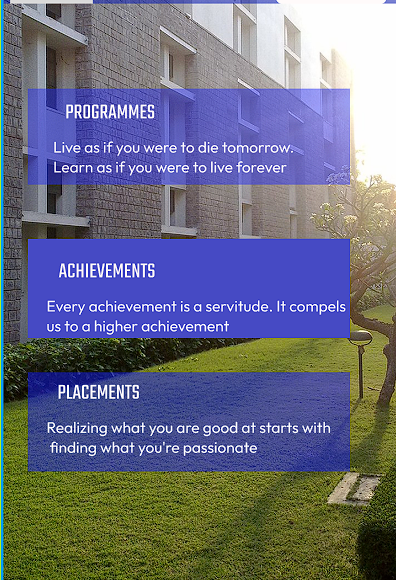 PROGRAMMES
Live as if you were to die tomorrow.
Learn as if you were to live forever
ACHIEVEMENTS
Every achievement is a servitude. It compels
us to a higher achievement
PLACEMENTS
Realizing what you are good at starts with
finding what you're passionate